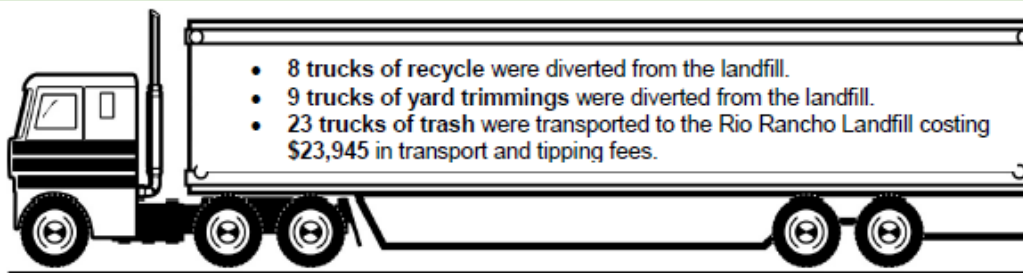 • 8 trucks of recycle were diverted from the landfill.
• 9 trucks of yard trimmings were diverted from the landfill.
• 23 trucks of trash were transported to the Rio Rancho Landfill costing
$23,945 in transport and tipping fees.